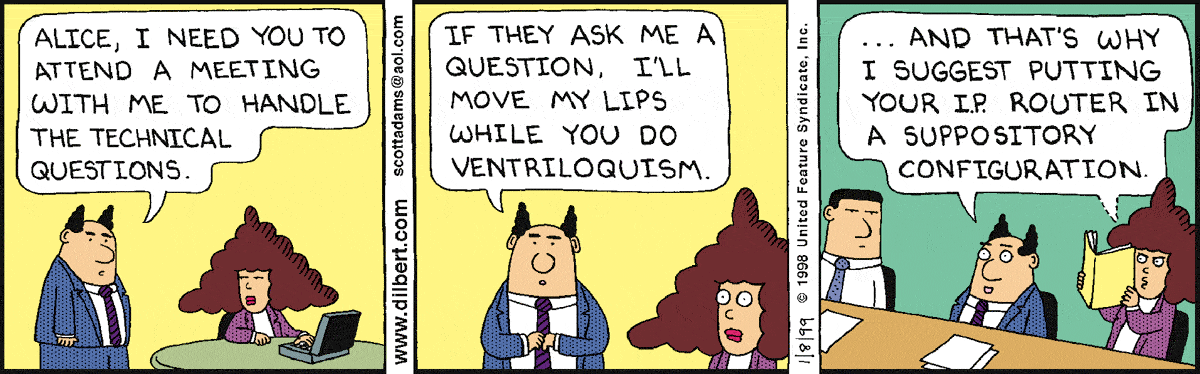 ALICE, I NEED YOU TO
ATTEND A MEETING
WITH ME TO HANDLE
THE TECHNICAL
QUESTIONS.
www.dilbert.com
scottadams@aol.com
IF THEY ASK ME A
QUESTION, I'LL
MOVE MY LIPS
WHILE YOU DO
VENTRILOQUISM.
1/8/99
© 1998 United Feature Syndicate, Inc.
... AND THAT'S WHY
I SUGGEST PUTTING
YOUR I.P. ROUTER IN
A SUPPOSITORY
CONFIGURATION.